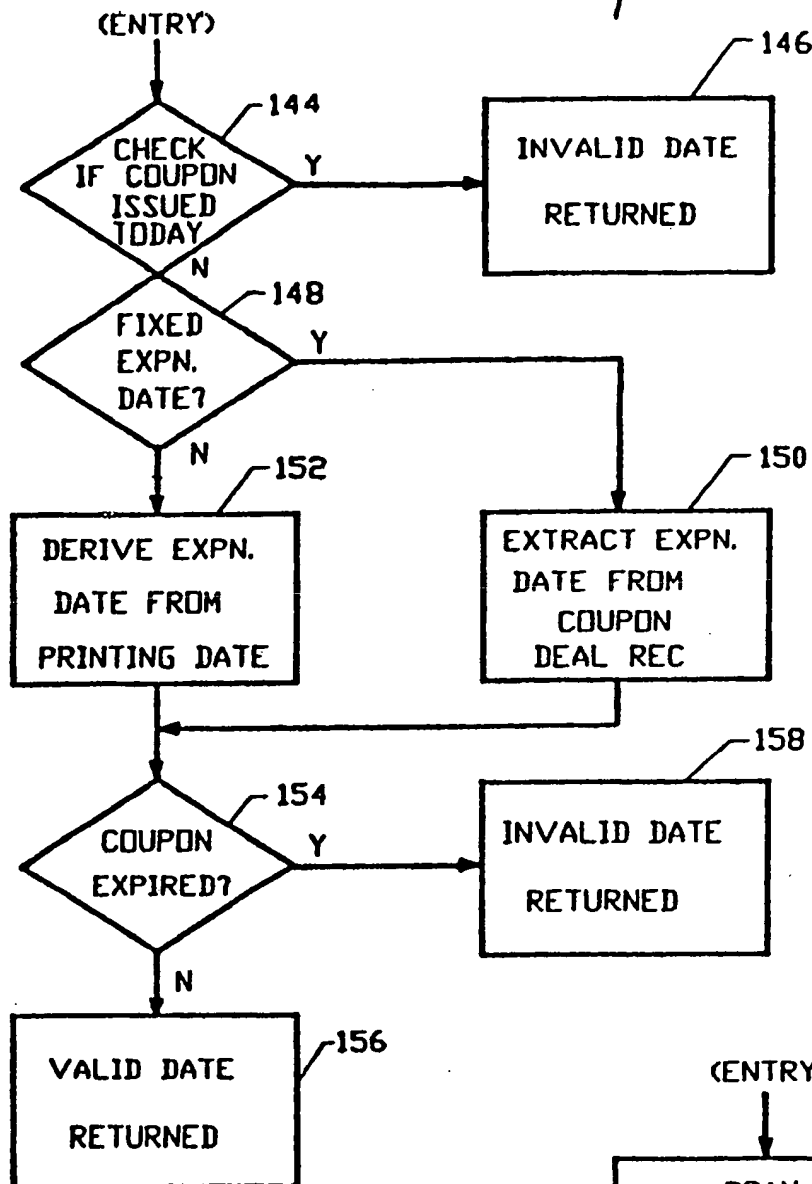 (ENTRY)
144
CHECK
IF COUPON
ISSUED
TODAY
Y
N
146
INVALID DATE
RETURNED
148
FIXED
EXPN.
DATE?
Y
N
152
DERIVE EXPN.
DATE FROM
PRINTING DATE
150
EXTRACT EXPN.
DATE FROM
COUPON
DEAL REC
154
COUPON
EXPIRED?
Y
N
158
INVALID DATE
RETURNED
156
VALID DATE
RETURNED
(ENTRY